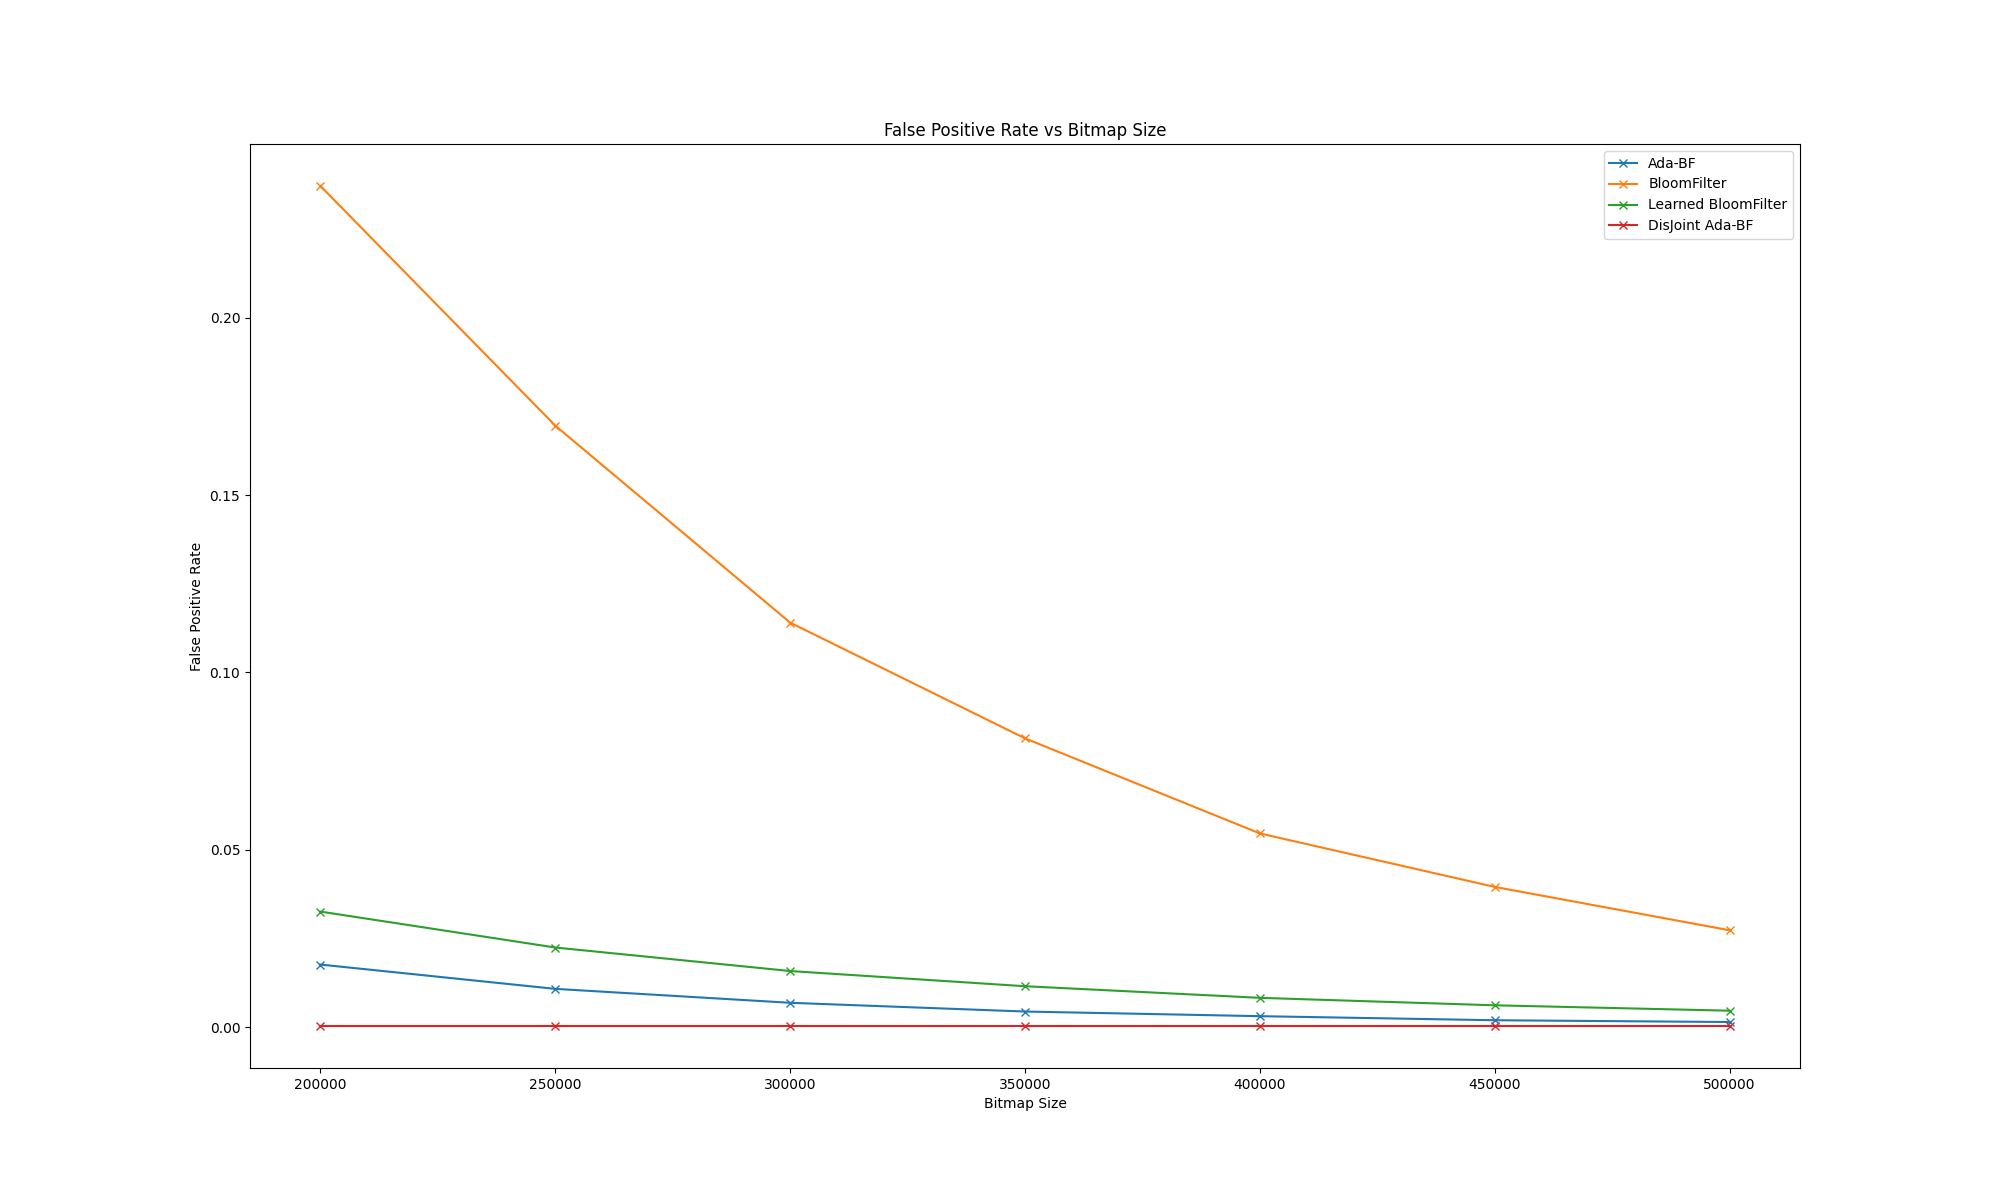 False Positive Rate vs Bitmap Size
Ada-BF
BloomFilter
Learned BloomFilter
DisJoint Ada-BF
False Positive Rate
0.20
0.15
0.10
0.05
0.00
200000 250000 300000 350000 400000 450000 500000
Bitmap Size